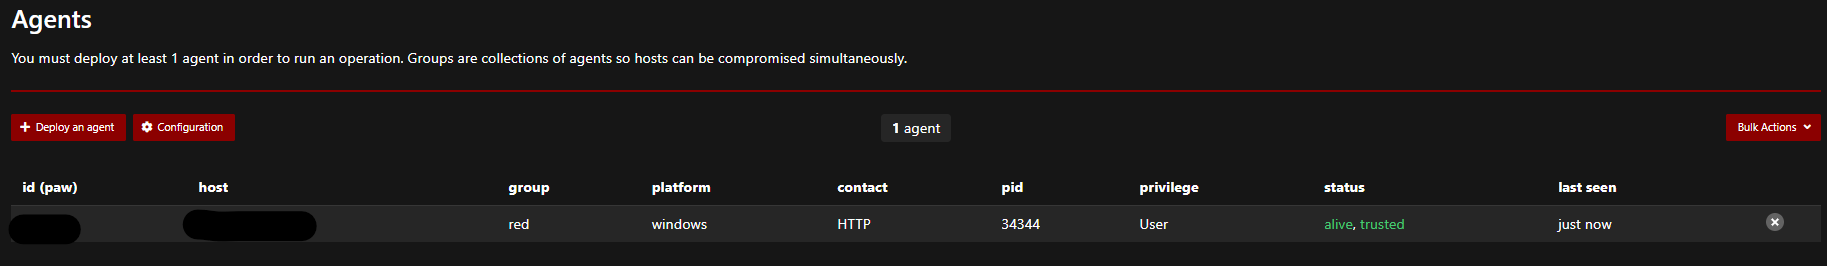 Agents
You must deploy at least 1 agent in order to run an operation. Groups are collections of agents so hosts can be compromised simultaneously.
Deploy an agent Configuration 1 agent Bulk Actions
id (paw) host group platform contact pid privilege status last seen
red windows HTTP 34344 User alive, trusted just now